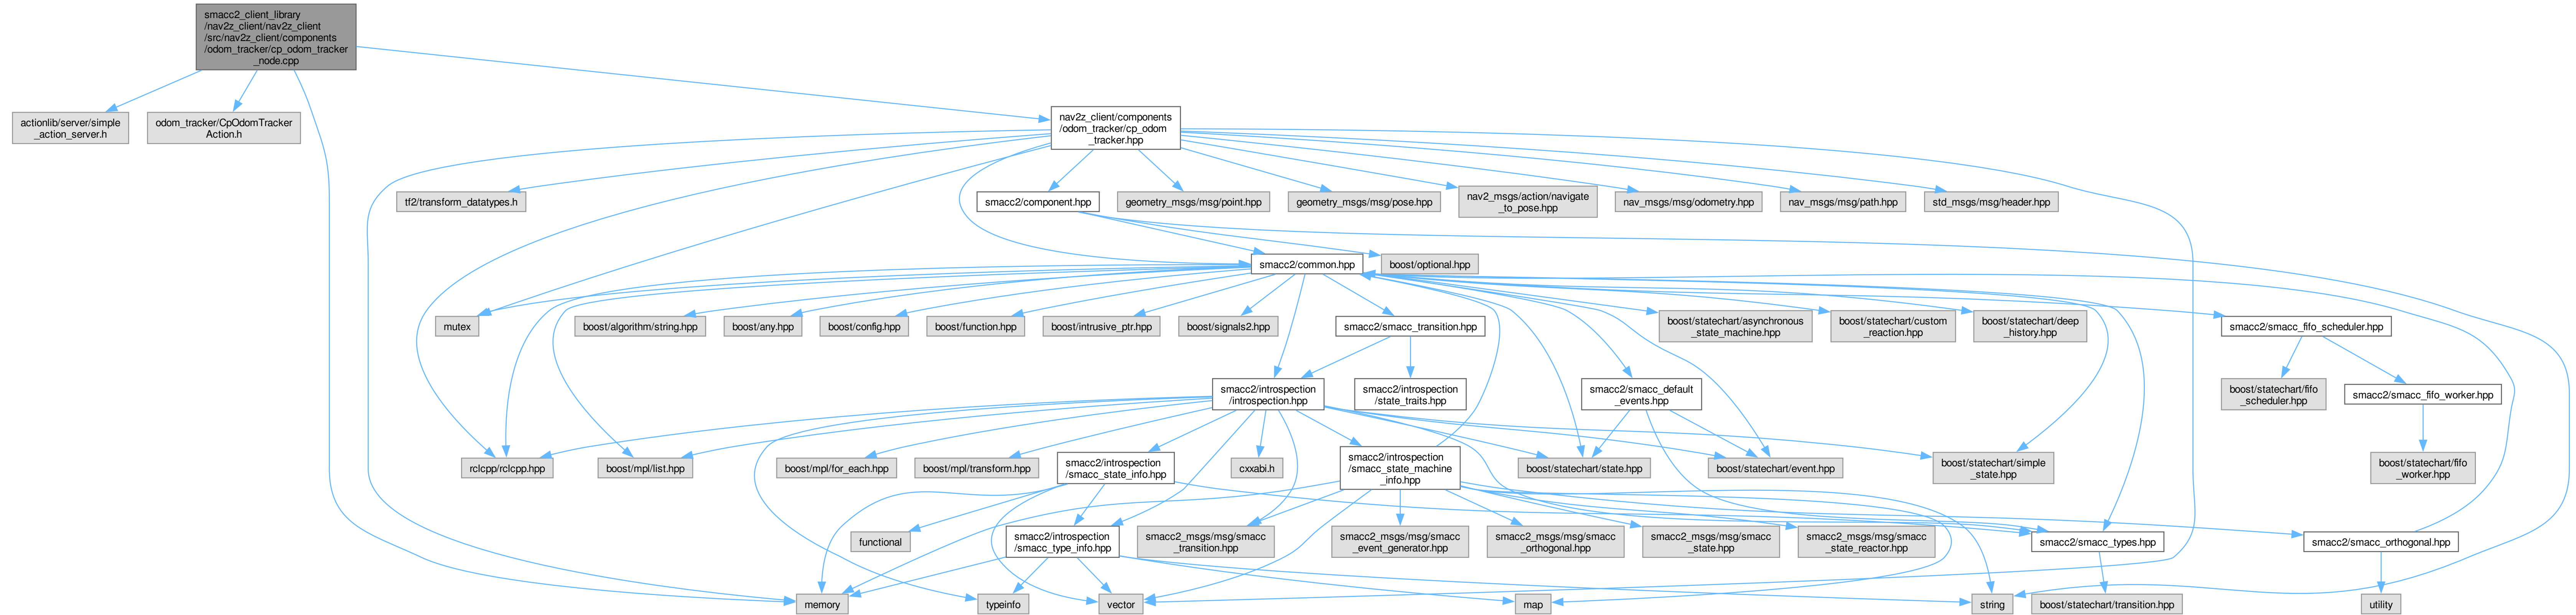 smacc2_client_library
/nav2z_client/nav2z_client
/src/nav2z_client/components
/odom_tracker/cp_odom_tracker
_node.cpp
actionlib/server/simple
_action_server.h
odom_tracker/CpOdomTracker
Action.h
nav2z_client/components
/odom_tracker/cp_odom
_tracker.hpp
tf2/transform_datatypes.h
smacc2/component.hpp
geometry_msgs/msg/point.hpp
geometry_msgs/msg/pose.hpp
nav2_msgs/action/navigate
_to_pose.hpp
nav_msgs/msg/odometry.hpp
nav_msgs/msg/path.hpp
std_msgs/msg/header.hpp
smacc2/common.hpp
boost/optional.hpp
mutex
boost/algorithm/string.hpp
boost/any.hpp
boost/config.hpp
boost/function.hpp
boost/intrusive_ptr.hpp
boost/signals2.hpp
smacc2/smacc_transition.hpp
boost/statechart/asynchronous
_state_machine.hpp
boost/statechart/custom
_reaction.hpp
boost/statechart/deep
_history.hpp
smacc2/smacc_fifo_scheduler.hpp
smacc2/introspection
/introspection.hpp
smacc2/introspection
/state_traits.hpp
smacc2/smacc_default
_events.hpp
boost/statechart/fifo
_scheduler.hpp
smacc2/smacc_fifo_worker.hpp
rclcpp/rclcpp.hpp
boost/mpl/list.hpp
boost/mpl/for_each.hpp
boost/mpl/transform.hpp
smacc2/introspection
/smacc_state_info.hpp
cxxabi.h
smacc2/introspection
/smacc_state_machine
_info.hpp
boost/statechart/state.hpp
boost/statechart/event.hpp
boost/statechart/simple
_state.hpp
boost/statechart/fifo
_worker.hpp
functional
smacc2/introspection
/smacc_type_info.hpp
smacc2_msgs/msg/smacc
_transition.hpp
smacc2_msgs/msg/smacc
_event_generator.hpp
smacc2_msgs/msg/smacc
_orthogonal.hpp
smacc2_msgs/msg/smacc
_state.hpp
smacc2_msgs/msg/smacc
_state_reactor.hpp
smacc2/smacc_types.hpp
smacc2/smacc_orthogonal.hpp
memory
typeinfo
vector
map
string
boost/statechart/transition.hpp
utility